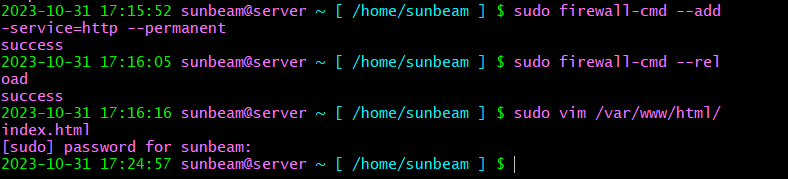 2023-10-31 17:15:52 sunbeam@server ~ [ /home/sunbeam ] $ sudo firewall-cmd --add
-service=http --permanent
success
2023-10-31 17:16:05 sunbeam@server ~ [ /home/sunbeam ] $ sudo firewall-cmd --rel
oad
success
2023-10-31 17:16:16 sunbeam@server ~ [ /home/sunbeam ] $ sudo vim /var/www/html/
index.html
[sudo] password for sunbeam:
2023-10-31 17:24:57 sunbeam@server ~ [ /home/sunbeam ] $